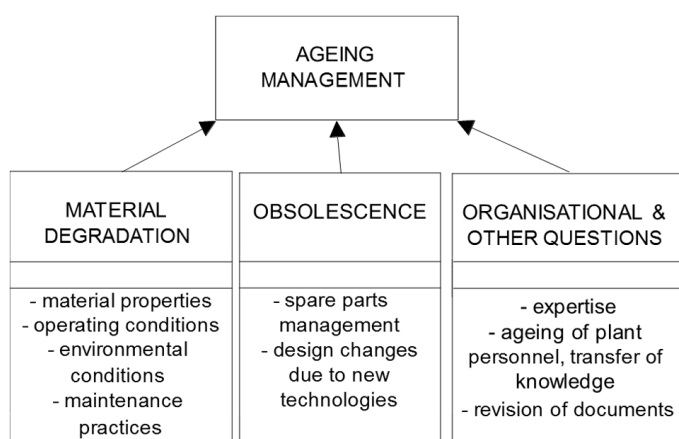 AGEING
MANAGEMENT
MATERIAL
DEGRADATION
- material properties
- operating conditions
- environmental
conditions
- maintenance
practices
OBSOLESCENCE
- spare parts
management
- design changes
due to new
technologies
ORGANISATIONAL &
OTHER QUESTIONS
- expertise
- ageing of plant
personnel, transfer of
knowledge
- revision of documents